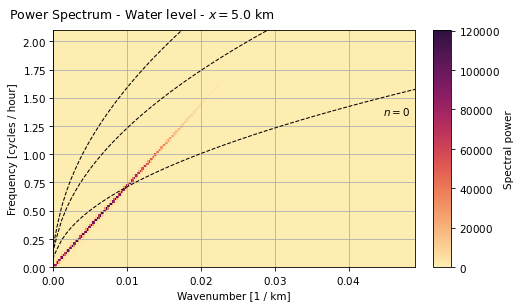 Power Spectrum - Water level - x = 5.0 km
2.00
1.75
1.50
1.25
1.00
0.75
0.50
0.25
0.00
Frequency [cycles / hour]
n = 0
0.00 0.01 0.02 0.03 0.04
Wavenumber [1 / km]
120000
100000
80000
60000
40000
20000
0
Spectral power